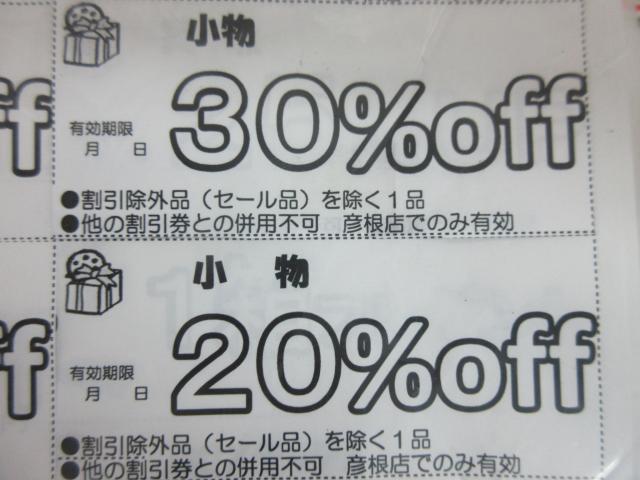 小物
30%off
有効期限
月 日
●割引除外品（セール品）を除く1品
●他の割引券との併用不可 彦根店でのみ有効
小 物
20%off
有効期限
月 日
●割引除外品（セール品）を除く1品
●他の割引券との併用不可 彦根店でのみ有効
ff
ff